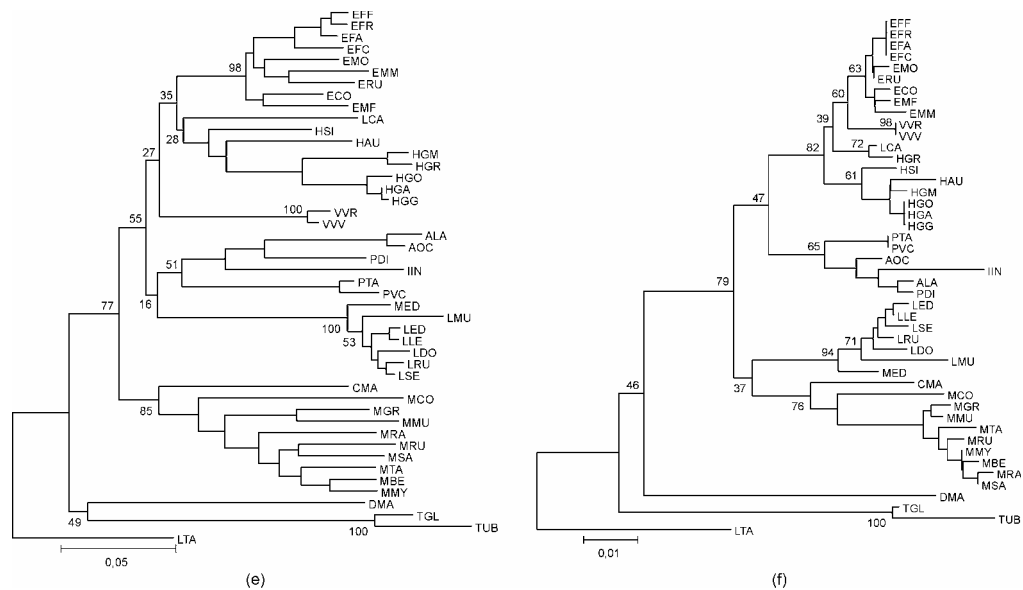 EFF
EFR
EFA
EFC
EMO
98
EMM
ERU
35
ECO
EMF
LCA
HSI
28
HAU
27
HGM
HGR
HGO
HGA
HGG
100
VVR
VVV
55
ALA
AOC
PDI
51
IIN
PTA
PVC
16
MED
77
LMU
100
LED
53
LLE
LDO
LRU
LSE
CMA
MCO
85
MGR
MMU
MRA
MRU
MSA
MTA
MBE
MMY
DMA
49
TGL
100
TUB
LTA
0,05
(e)
EFF
EFR
EFA
EFC
63
EMO
ERU
ECO
60
EMF
EMM
39
98
VVR
VVV
82
72
LCA
HGR
HSI
61
HAU
HGM
47
HGO
HGA
HGG
PTA
65
PVC
AOC
IIN
79
ALA
PDI
LED
LLE
LSE
LRU
71
LDO
94
LMU
MED
37
CMA
46
MCO
76
MGR
MMU
MTA
MRU
MMY
MBE
MRA
MSA
DMA
TGL
100
TUB
LTA
0,01
(f)